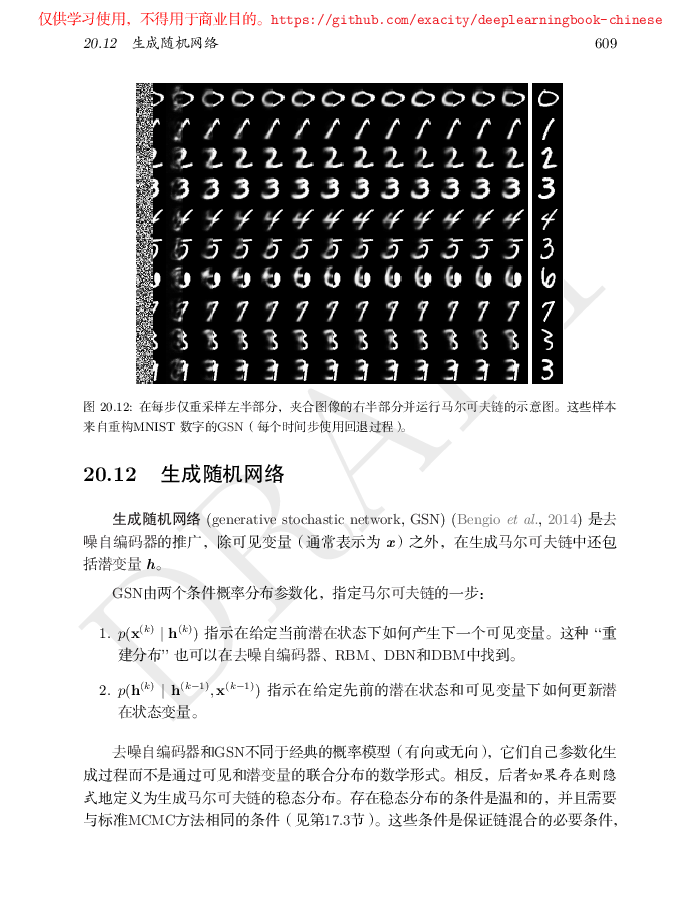 仅供学习使用，不得用于商业目的。https://github.com/exacity/deeplearningbook-chinese
20.12 生成随机网络 609
图 20.12: 在每步仅重采样左半部分，夹合图像的右半部分并运行马尔可夫链的示意图。这些样本
来自重构MNIST 数字的GSN（每个时间步使用回退过程）。
20.12 生成随机网络
生成随机网络 (generative stochastic network, GSN) (Bengio et al., 2014) 是去
噪自编码器的推广，除可见变量（通常表示为 x）之外，在生成马尔可夫链中还包
括潜变量 h。
GSN由两个条件概率分布参数化，指定马尔可夫链的一步：
1. p(x^(k) | h^(k)) 指示在给定当前潜在状态下如何产生下一个可见变量。这种 “重
建分布” 也可以在去噪自编码器、RBM、DBN和DBM中找到。
2. p(h^(k) | h^(k−1), x^(k−1)) 指示在给定先前的潜在状态和可见变量下如何更新潜
在状态变量。
去噪自编码器和GSN不同于经典的概率模型（有向或无向），它们自己参数化生
成过程而不是通过可见和潜变量的联合分布的数学形式。相反，后者如果存在则隐
式地定义为生成马尔可夫链的稳态分布。存在稳态分布的条件是温和的，并且需要
与标准MCMC方法相同的条件（见第17.3节）。这些条件是保证链混合的必要条件，
DRAFT